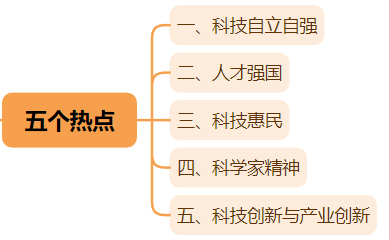 五个热点
一、科技自立自强
二、人才强国
三、科技惠民
四、科学家精神
五、科技创新与产业创新